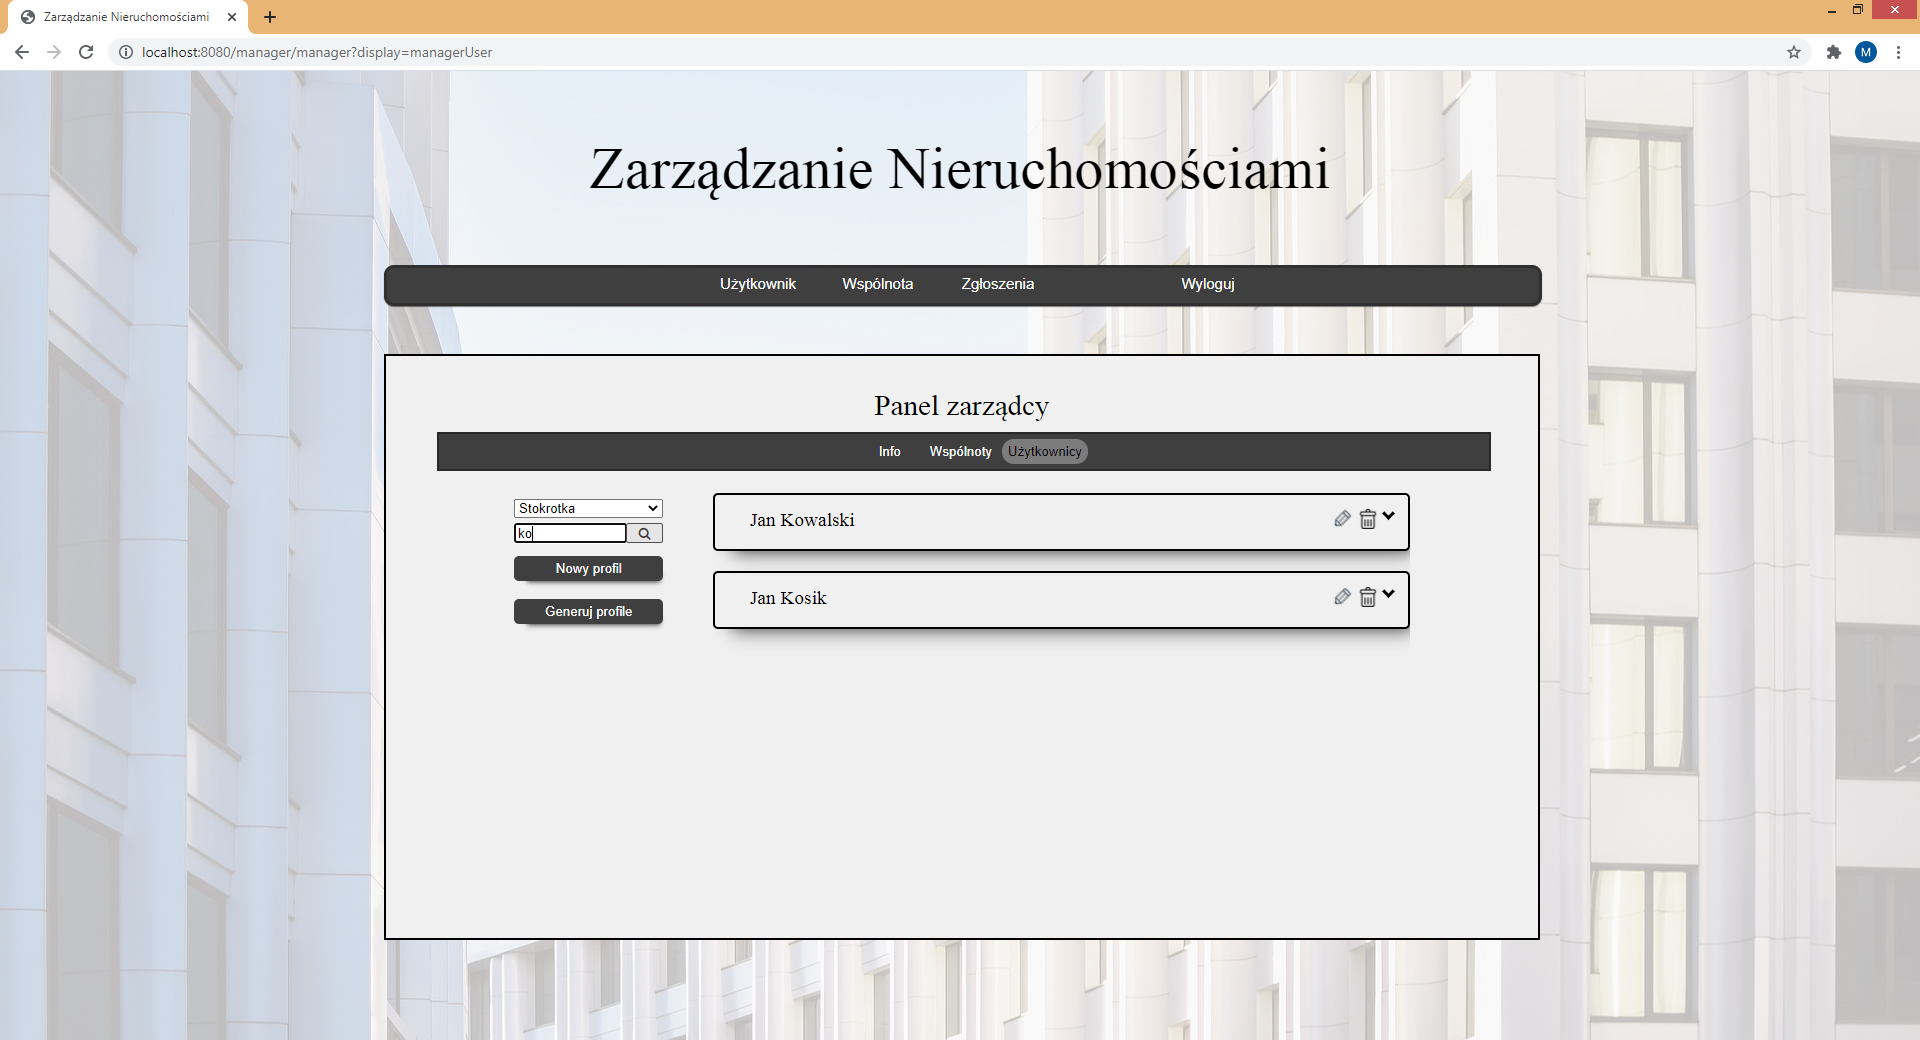 Zarządzanie Nieruchomościami
localhost:8080/manager/manager?display=managerUser
M
Zarządzanie Nieruchomościami
Użytkownik Wspólnota Zgłoszenia Wyloguj
Panel zarządcy
Info Wspólnoty Użytkownicy
Stokrotka
ko
Nowy profil
Generuj profile
Jan Kowalski
Jan Kosik